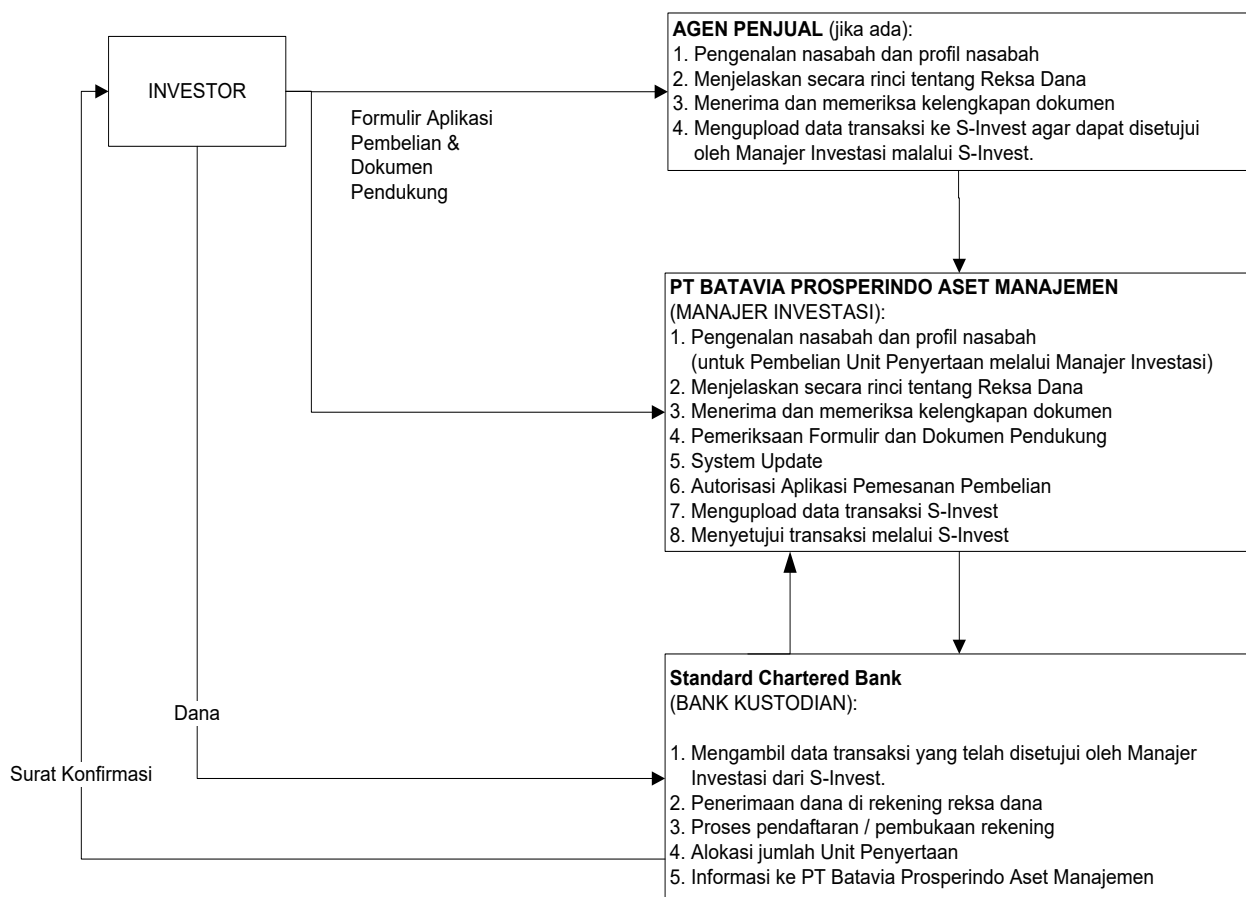 INVESTOR
Formulir Aplikasi
Pembelian &
Dokumen
Pendukung
AGEN PENJUAL (jika ada):
1. Pengenalan nasabah dan profil nasabah
2. Menjelaskan secara rinci tentang Reksa Dana
3. Menerima dan memeriksa kelengkapan dokumen
4. Mengupload data transaksi ke S-Invest agar dapat disetujui
oleh Manajer Investasi malalui S-Invest.
PT BATAVIA PROSPERINDO ASET MANAJEMEN
(MANAJER INVESTASI):
1. Pengenalan nasabah dan profil nasabah
(untuk Pembelian Unit Penyertaan melalui Manajer Investasi)
2. Menjelaskan secara rinci tentang Reksa Dana
3. Menerima dan memeriksa kelengkapan dokumen
4. Pemeriksaan Formulir dan Dokumen Pendukung
5. System Update
6. Autorisasi Aplikasi Pemesanan Pembelian
7. Mengupload data transaksi S-Invest
8. Menyetujui transaksi melalui S-Invest
Dana
Surat Konfirmasi
Standard Chartered Bank
(BANK KUSTODIAN):
1. Mengambil data transaksi yang telah disetujui oleh Manajer
Investasi dari S-Invest.
2. Penerimaan dana di rekening reksa dana
3. Proses pendaftaran / pembukaan rekening
4. Alokasi jumlah Unit Penyertaan
5. Informasi ke PT Batavia Prosperindo Aset Manajemen